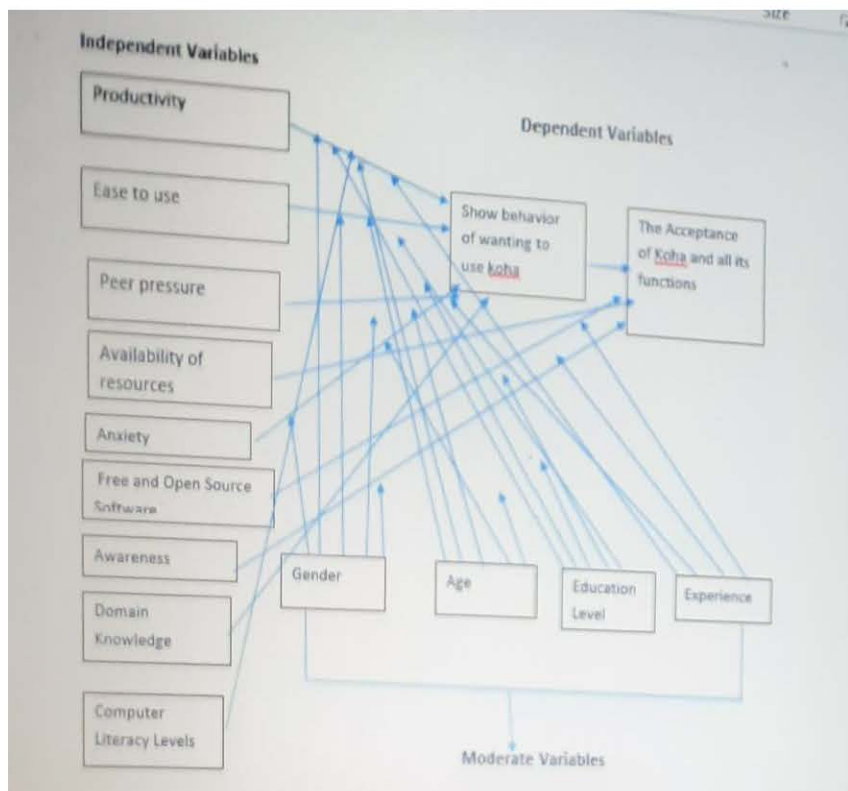 Size
Independent Variables
Productivity
Dependent Variables
Ease to use
Show behavior
of wanting to
use koha
The Acceptance
of Koha and all its
functions
Peer pressure
Availability of
resources
Anxiety
Free and Open Source
Software
Awareness
Domain
Knowledge
Computer
Literacy Levels
Gender
Age
Education
Level
Experience
Moderate Variables